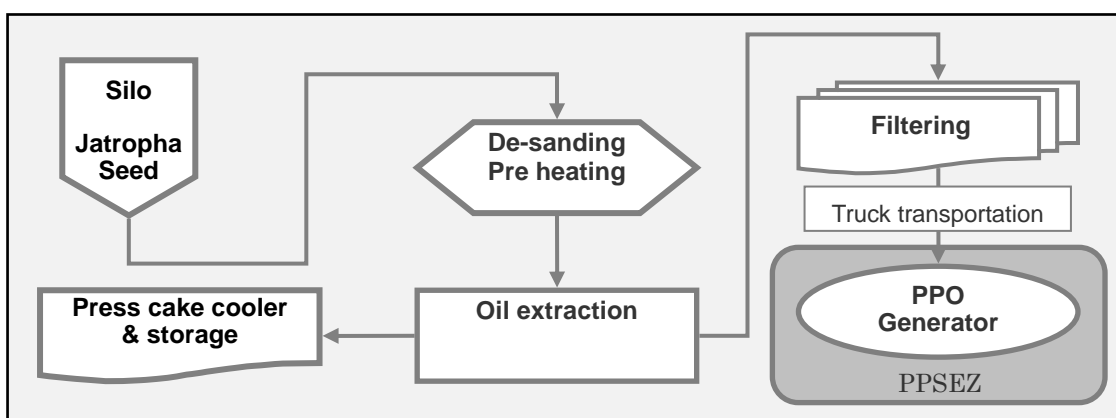 Silo
Jatropha
Seed
De-sanding
Pre heating
Filtering
Truck transportation
Press cake cooler
& storage
Oil extraction
PPO
Generator
PPSEZ